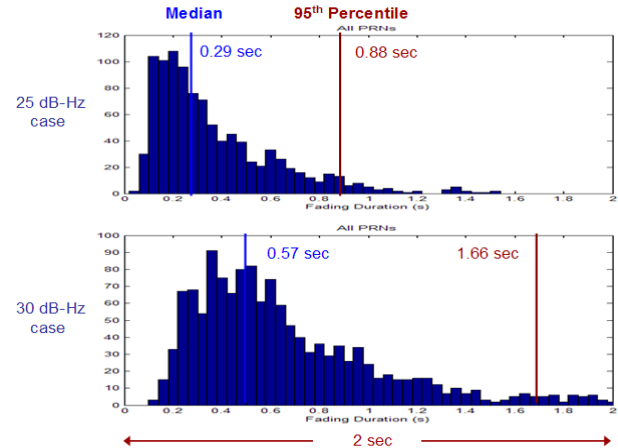 Median
95th Percentile
All PRNs
0.29 sec
0.88 sec
25 dB-Hz
case
120
100
80
60
40
20
0
0 0.2 0.4 0.6 0.8 1 1.2 1.4 1.6 1.8 2
Fading Duration (s)
All PRNs
0.57 sec
1.66 sec
30 dB-Hz
case
100
90
80
70
60
50
40
30
20
10
0
0 0.2 0.4 0.6 0.8 1 1.2 1.4 1.6 1.8 2
Fading Duration (s)
2 sec